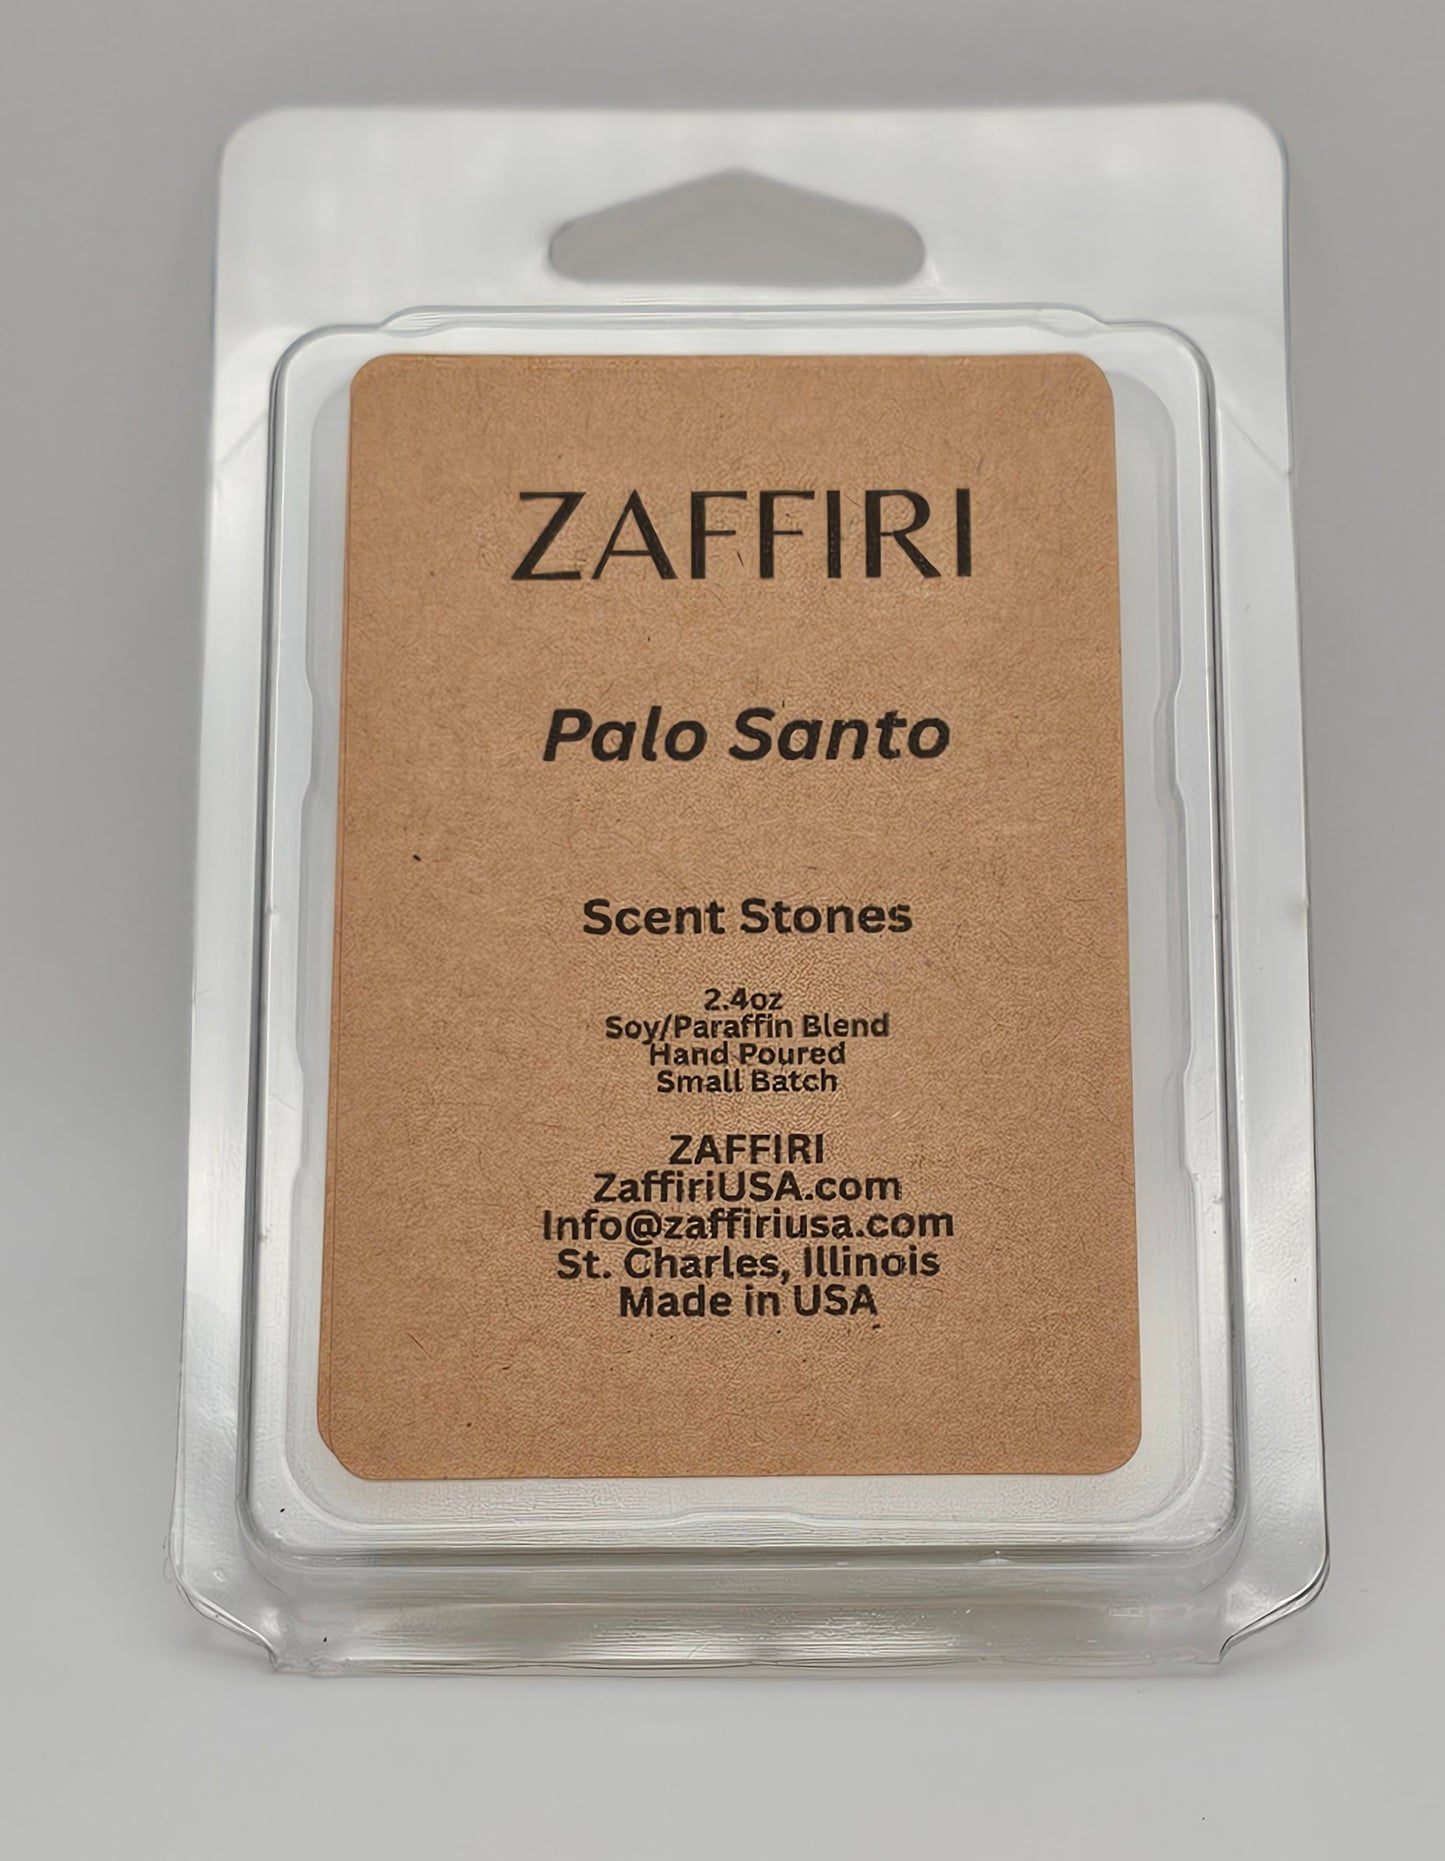 ZAFFIRI
Palo Santo
Scent Stones
2.4oz
Soy/Paraffin Blend
Hand Poured
Small Batch
ZAFFIRI
ZaffiriUSA.com
Info@zaffiriusa.com
St. Charles, Illinois
Made in USA